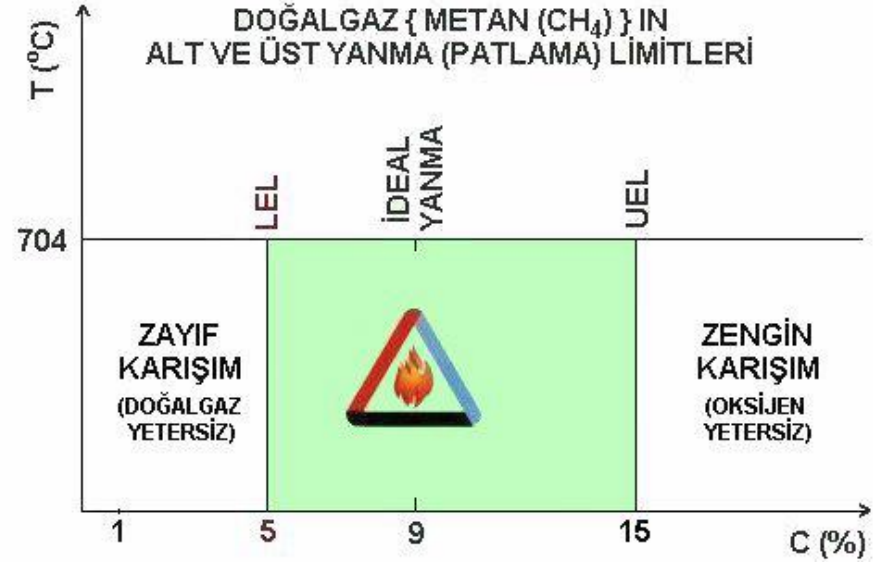 DOĞALGAZ { METAN (CH₄) } IN
ALT VE ÜST YANMA (PATLAMA) LİMİTLERİ
T (°C)
LEL
İDEAL
YANMA
UEL
704
ZAYIF
KARIŞIM
(DOĞALGAZ
YETERSİZ)
ZENGİN
KARIŞIM
(OKSİJEN
YETERSİZ)
1
5
9
15
C (%)